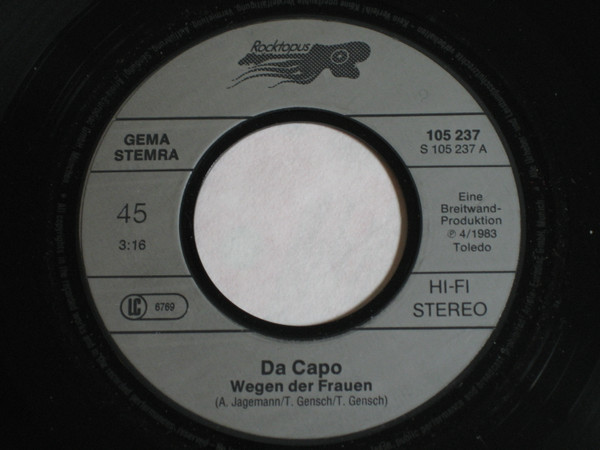 Rocktopus
GEMA
STEMRA
105 237
S 105 237 A
45
3:16
Eine
Breitwand-
Produktion
℗ 4/1983
Toledo
LC 6769
HI-FI
STEREO
Da Capo
Wegen der Frauen
(A. Jagemann/T. Gensch/T. Gensch)